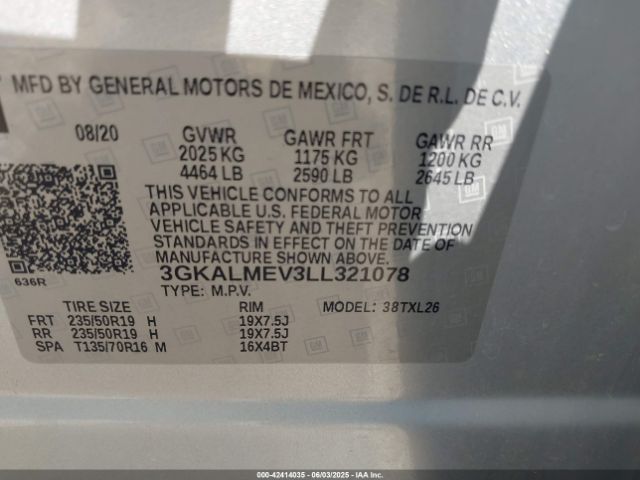 MFD BY GENERAL MOTORS DE MEXICO, S. DE R.L. DE C.V.
08/20 GVWR GAWR FRT GAWR RR
2025 KG 1175 KG 1200 KG
4464 LB 2590 LB 2645 LB
THIS VEHICLE CONFORMS TO ALL
APPLICABLE U.S. FEDERAL MOTOR
VEHICLE SAFETY AND THEFT PREVENTION
STANDARDS IN EFFECT ON THE DATE OF
MANUFACTURE SHOWN ABOVE.
3GKALMEV3LL321078
636R
TYPE: M.P.V.
TIRE SIZE RIM MODEL: 38TXL26
FRT 235/50R19 H 19X7.5J
RR 235/50R19 H 19X7.5J
SPA T135/70R16 M 16X4BT
000-42414035 - 06/03/2025 - IAAI.COM